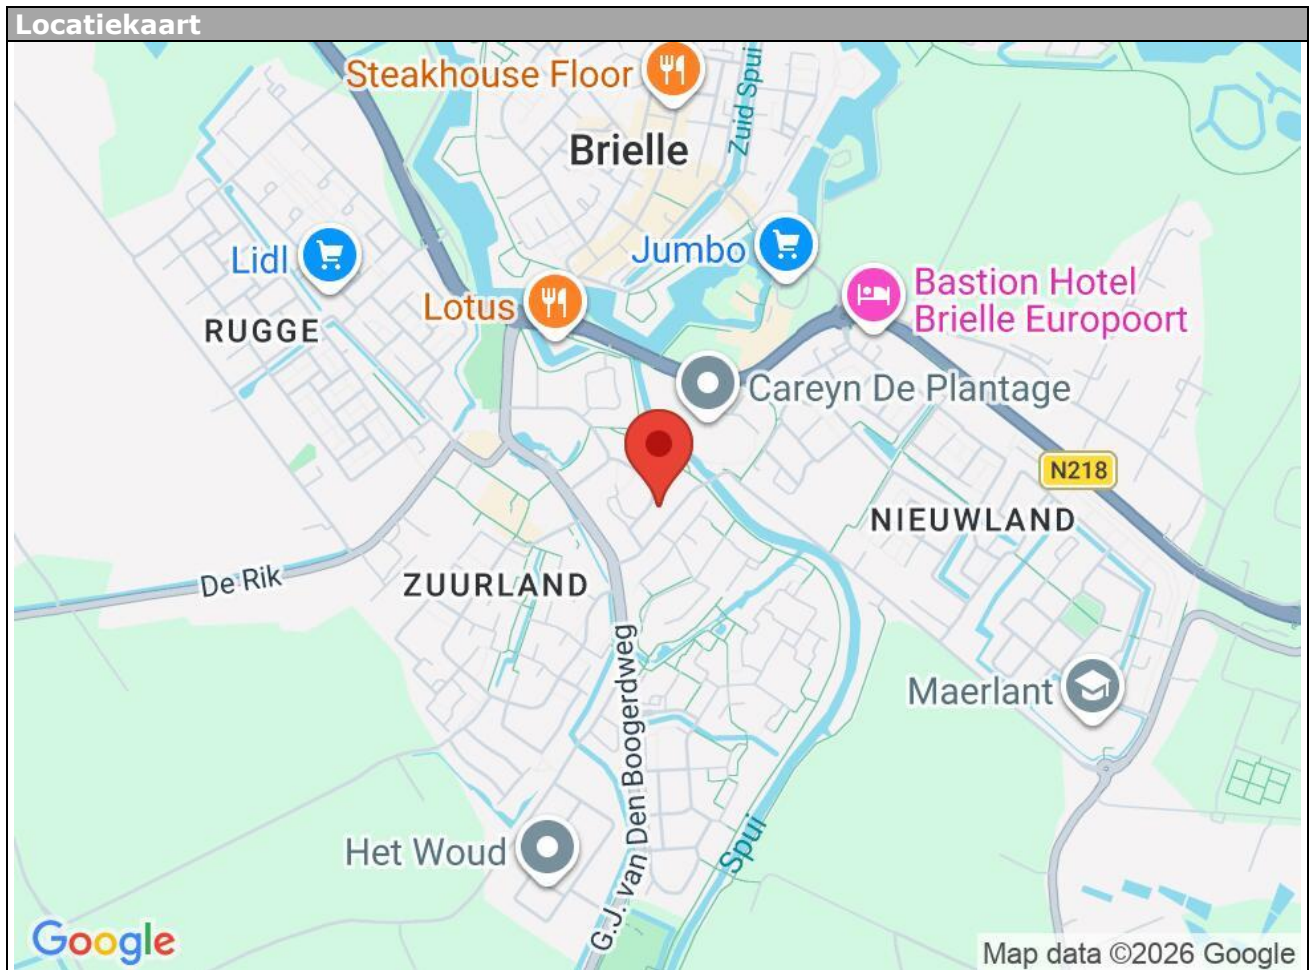 Locatiekaart
Steakhouse Floor
Zuid Spui
Brielle
Lidl
Jumbo
Lotus
Bastion Hotel
Brielle Europoort
RUGGE
Careyn De Plantage
N218
NIEUWLAND
De Rik
ZUURLAND
G.J. van Den Boogerdweg
Maerlant
Het Woud
Spui
Google
Map data ©2026 Google